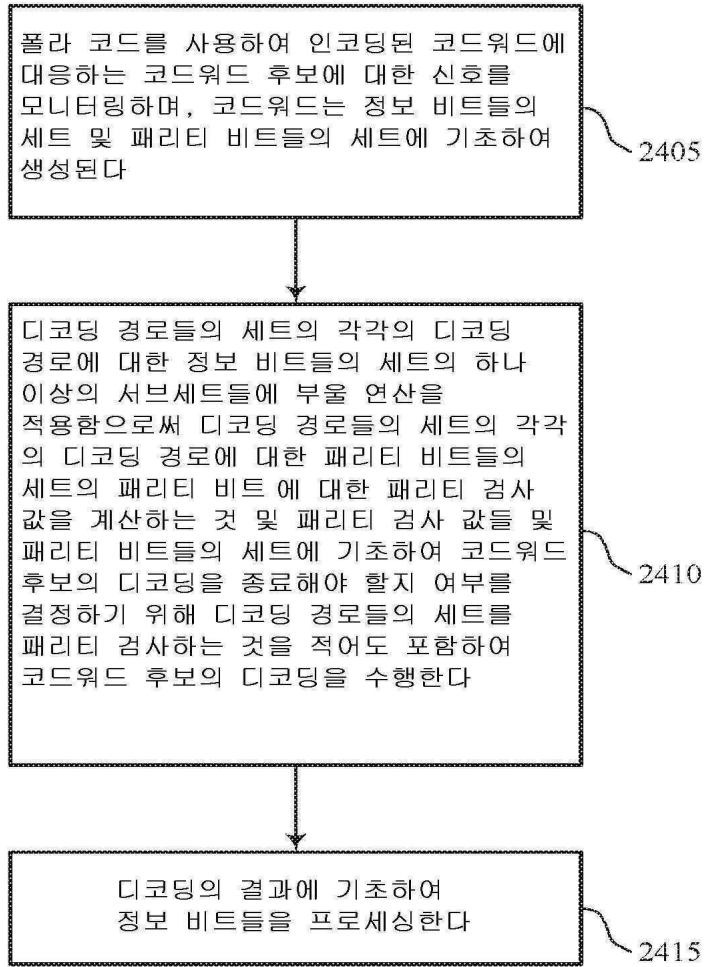 폴라 코드를 사용하여 인코딩된 코드워드에
대응하는 코드워드 후보에 대한 신호를
모니터링하며, 코드워드는 정보 비트들의
세트 및 패리티 비트들의 세트에 기초하여
생성된다
2405
디코딩 경로들의 세트의 각각의 디코딩
경로에 대한 정보 비트들의 세트의 하나
이상의 서브세트들에 부울 연산을
적용함으로써 디코딩 경로들의 세트의 각각
의 디코딩 경로에 대한 패리티 비트들의
세트의 패리티 비트 에 대한 패리티 검사
값을 계산하는 것 및 패리티 검사 값들 및
패리티 비트들의 세트에 기초하여 코드워드
후보의 디코딩을 종료해야 할지 여부를
결정하기 위해 디코딩 경로들의 세트를
패리티 검사하는 것을 적어도 포함하여
코드워드 후보의 디코딩을 수행한다
2410
디코딩의 결과에 기초하여
정보 비트들을 프로세싱한다
2415